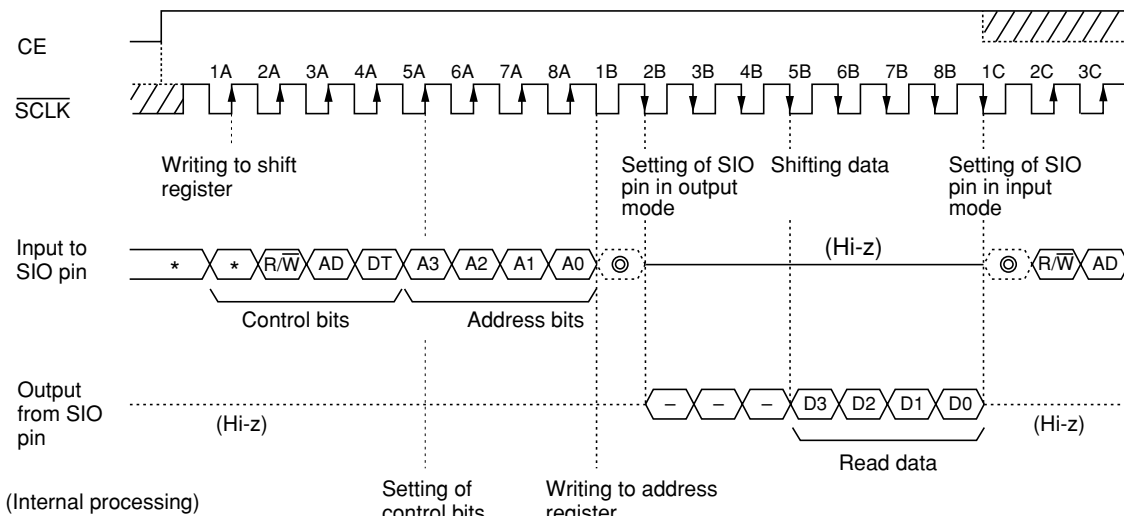 CE
1A 2A 3A 4A 5A 6A 7A 8A 1B 2B 3B 4B 5B 6B 7B 8B 1C 2C 3C
SCLK
Writing to shift
register
Setting of SIO
pin in output
mode
Shifting data
Setting of SIO
pin in input
mode
Input to
SIO pin
* * R/W AD DT A3 A2 A1 A0 ◎ (Hi-z) ◎ R/W AD
Control bits Address bits
Output
from SIO
pin
(Hi-z) – – – D3 D2 D1 D0 (Hi-z)
Read data
(Internal processing)
Setting of
control bits
Writing to address
register